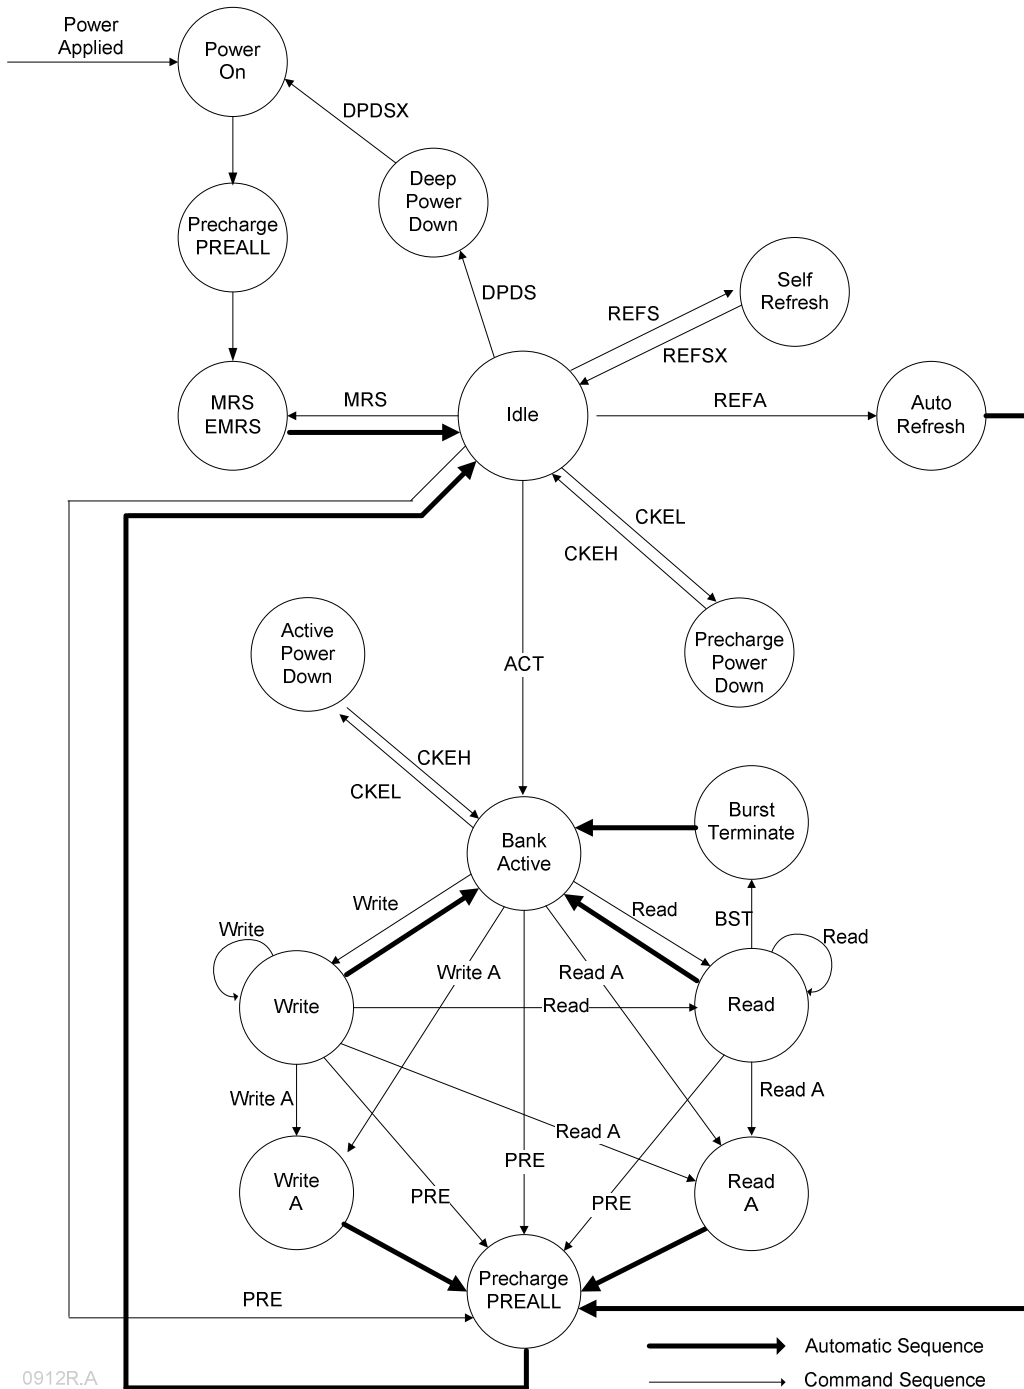 Power
Applied
Power
On
DPDSX
Deep
Power
Down
Precharge
PREALL
DPDS
Self
Refresh
REFS
REFSX
MRS
EMRS
MRS
Idle
REFA
Auto
Refresh
CKEL
CKEH
Active
Power
Down
ACT
Precharge
Power
Down
CKEH
CKEL
Burst
Terminate
Bank
Active
Write
Read
BST
Write
Read
Write A
Read A
Write
Read
Read
Write A
Read A
Read A
PRE
Write
A
PRE
PRE
Read
A
Precharge
PREALL
PRE
Automatic Sequence
Command Sequence
0912R.A